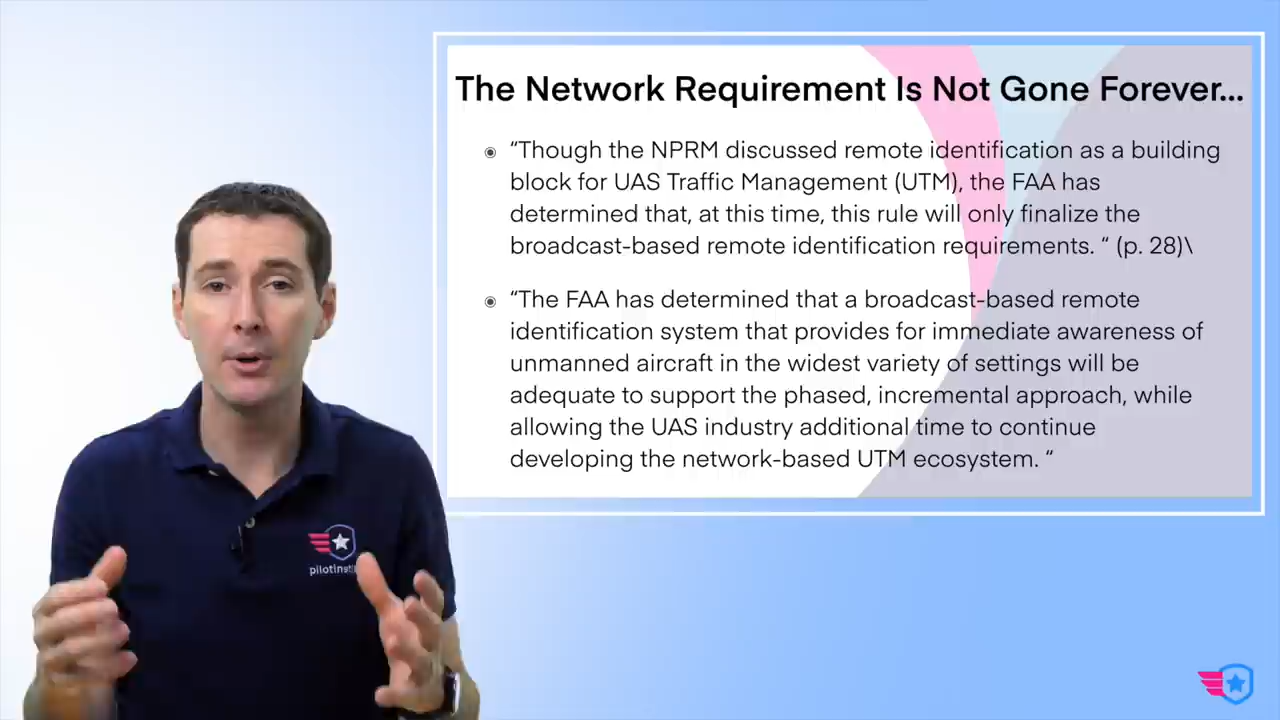 The Network Requirement Is Not Gone Forever...
“Though the NPRM discussed remote identification as a building
block for UAS Traffic Management (UTM), the FAA has
determined that, at this time, this rule will only finalize the
broadcast-based remote identification requirements. “ (p. 28)\
“The FAA has determined that a broadcast-based remote
identification system that provides for immediate awareness of
unmanned aircraft in the widest variety of settings will be
adequate to support the phased, incremental approach, while
allowing the UAS industry additional time to continue
developing the network-based UTM ecosystem. “